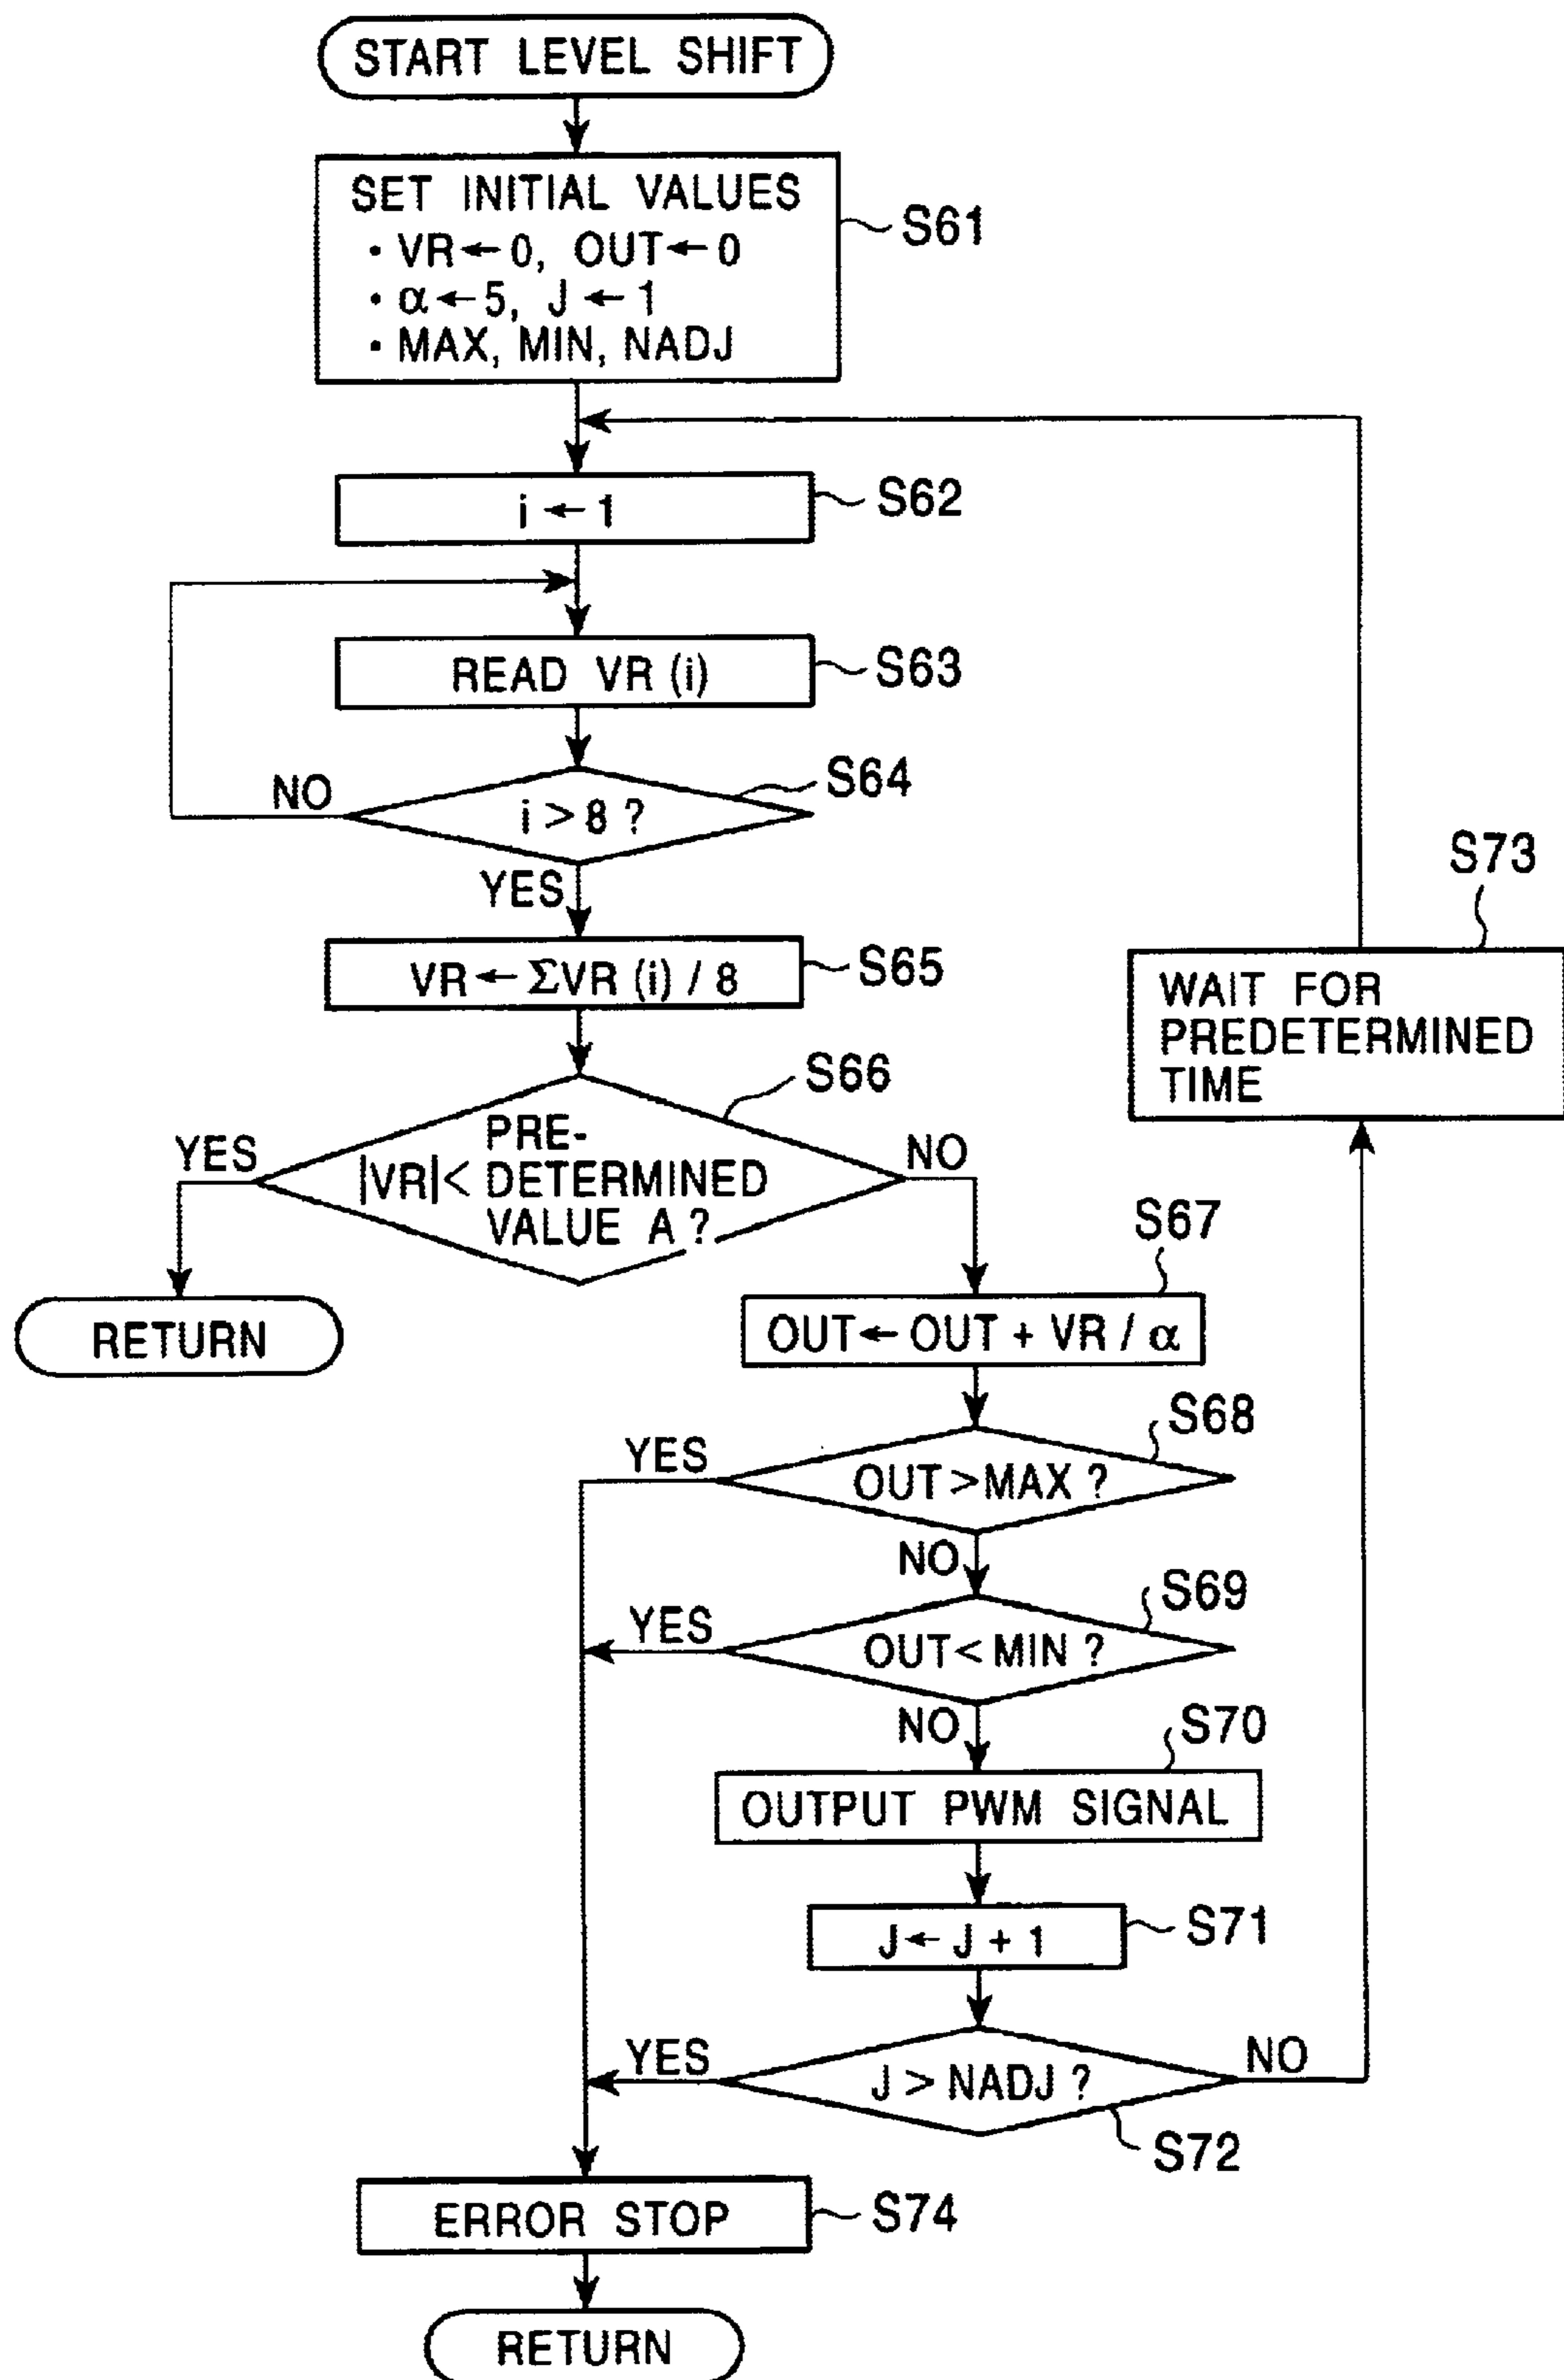 START LEVEL SHIFT
SET INITIAL VALUES
• VR←0, OUT←0
• α←5, J←1
• MAX, MIN, NADJ
S61
i←1
S62
READ VR (i)
S63
i > 8 ?
S64
NO
YES
VR←ΣVR (i) / 8
S65
S66
PRE-
|VR|< DETERMINED
VALUE A ?
YES
NO
RETURN
S67
OUT←OUT + VR / α
S68
OUT>MAX ?
YES
NO
S69
OUT<MIN ?
YES
NO
S70
OUTPUT PWM SIGNAL
J←J + 1
S71
J > NADJ ?
YES
NO
S72
S73
WAIT FOR
PREDETERMINED
TIME
ERROR STOP
S74
RETURN